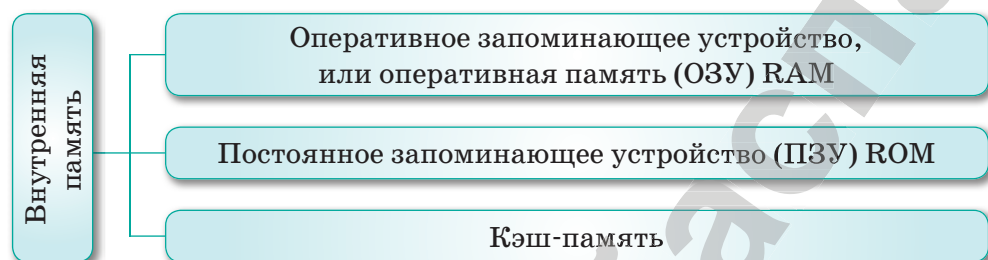 Внутренняя
память
Оперативное запоминающее устройство,
или оперативная память (ОЗУ) RAM
Постоянное запоминающее устройство (ПЗУ) ROM
Кэш-память